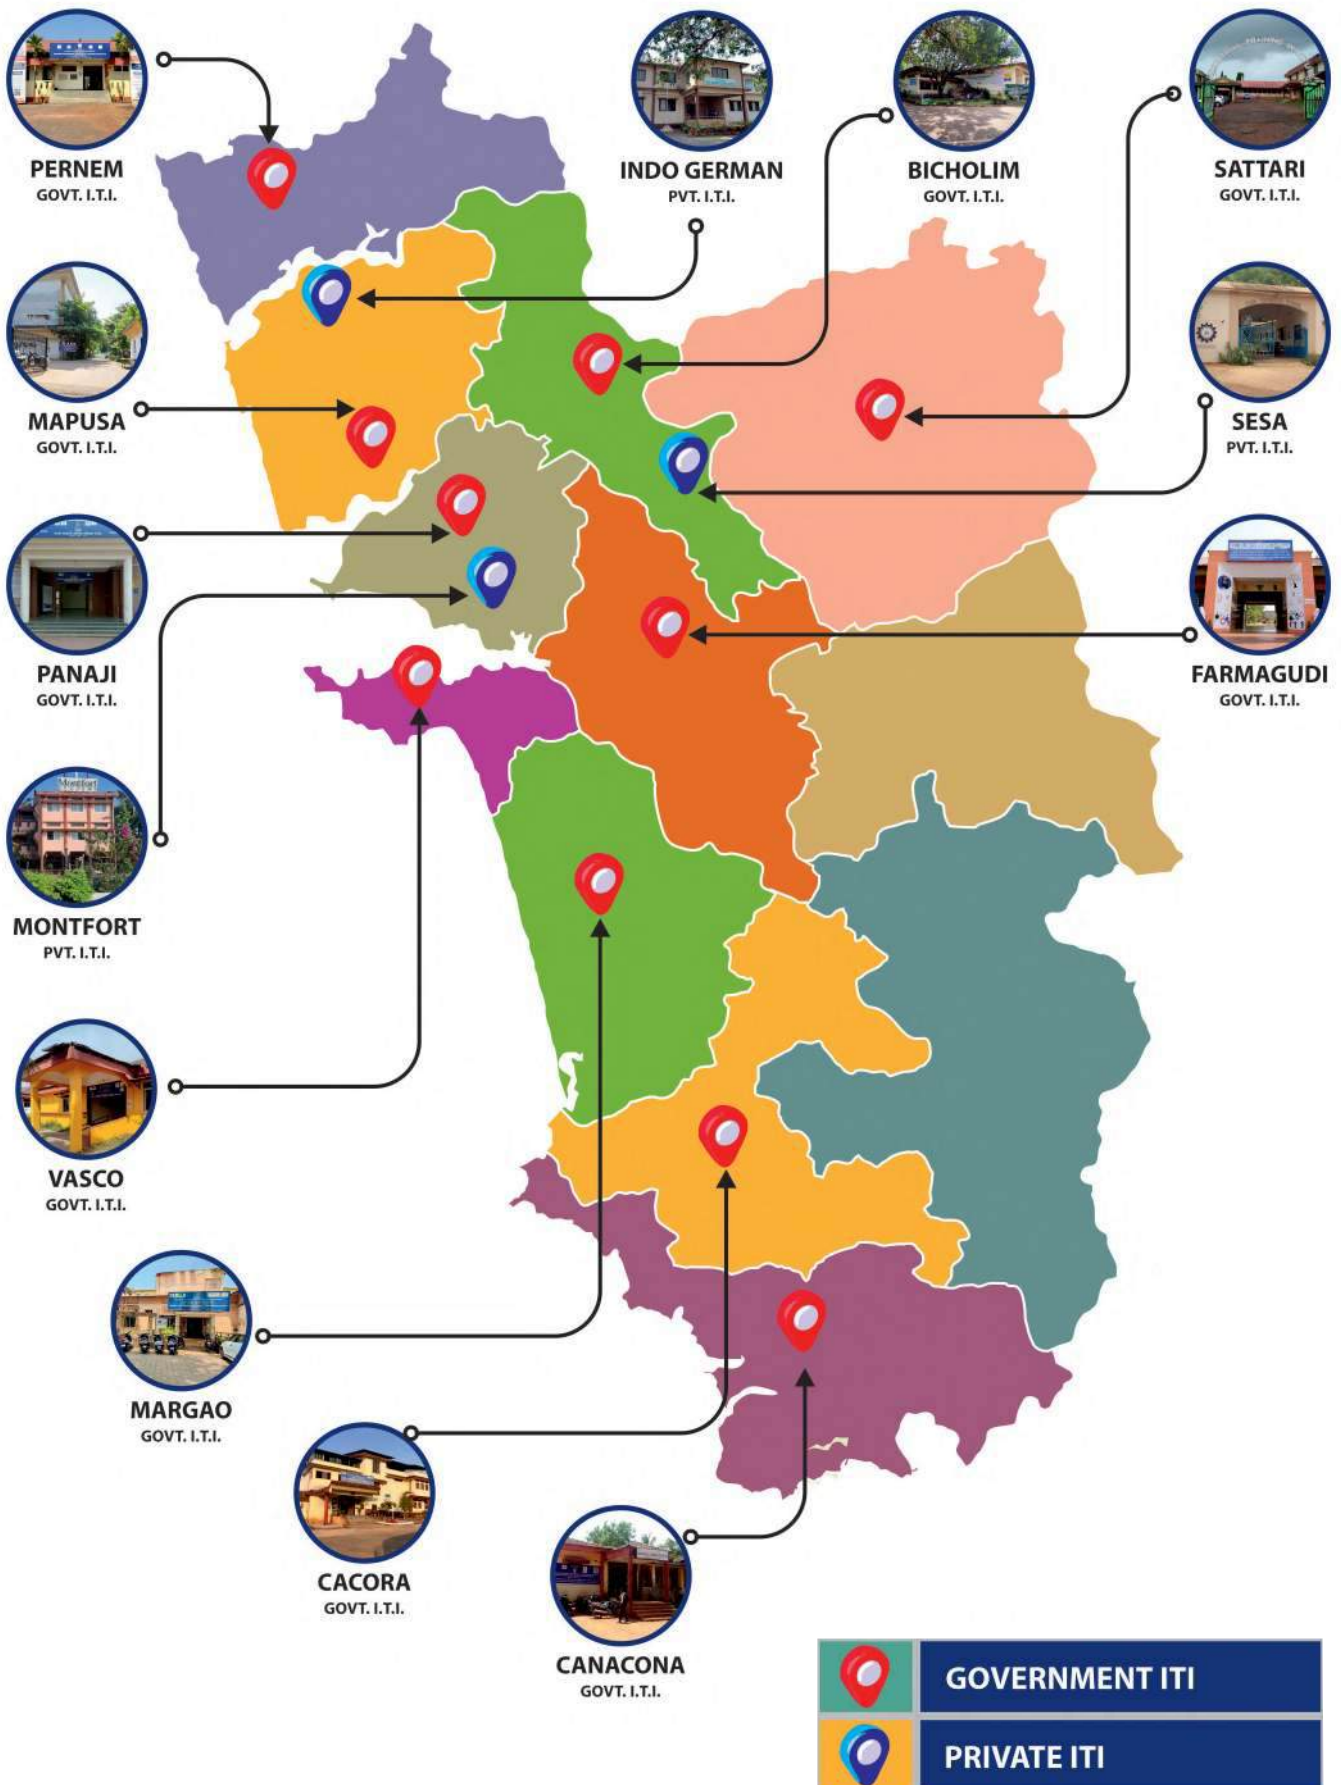 PERNEM
GOVT. I.T.I.
INDO GERMAN
PVT. I.T.I.
BICHOLIM
GOVT. I.T.I.
SATTARI
GOVT. I.T.I.
MAPUSA
GOVT. I.T.I.
SESA
PVT. I.T.I.
PANAJI
GOVT. I.T.I.
FARMAGUDI
GOVT. I.T.I.
Montfort
MONTFORT
PVT. I.T.I.
VASCO
GOVT. I.T.I.
MARGAO
GOVT. I.T.I.
CACORA
GOVT. I.T.I.
CANACONA
GOVT. I.T.I.
GOVERNMENT ITI
PRIVATE ITI